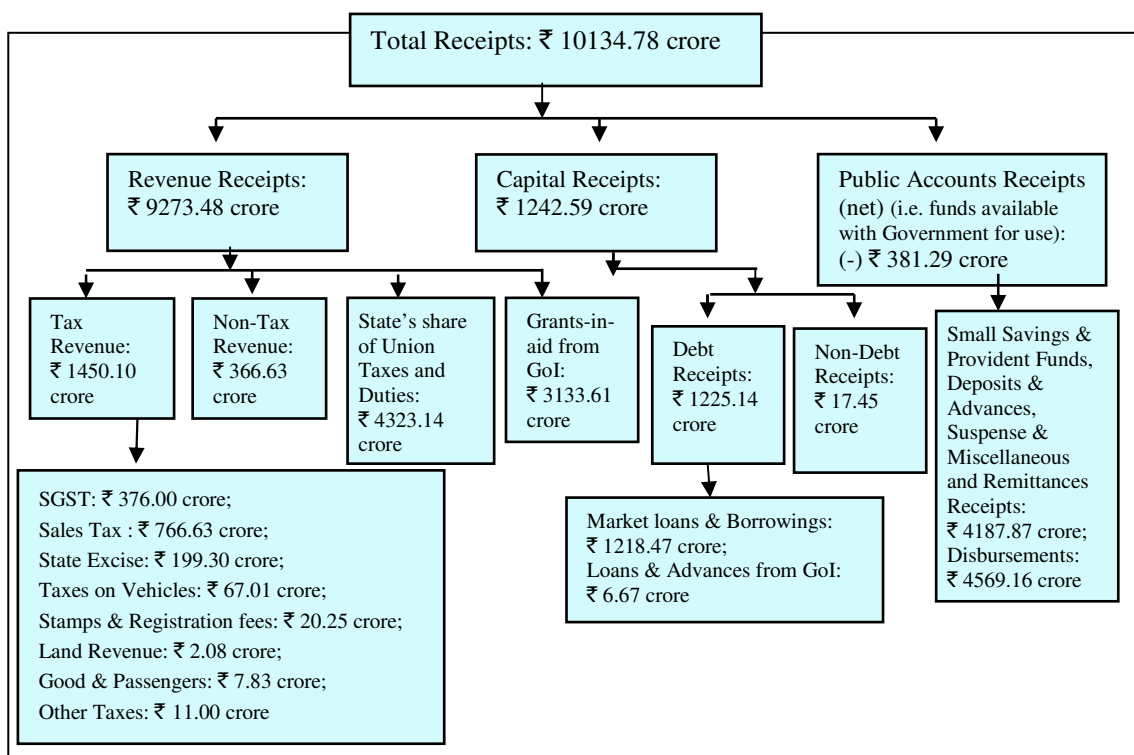 Total Receipts: ₹ 10134.78 crore
Revenue Receipts:
₹ 9273.48 crore
Capital Receipts:
₹ 1242.59 crore
Public Accounts Receipts
(net) (i.e. funds available
with Government for use):
(-) ₹ 381.29 crore
Tax
Revenue:
₹ 1450.10
crore
Non-Tax
Revenue:
₹ 366.63
crore
State’s share
of Union
Taxes and
Duties:
₹ 4323.14
crore
Grants-in-
aid from
GoI:
₹ 3133.61
crore
Debt
Receipts:
₹ 1225.14
crore
Non-Debt
Receipts:
₹ 17.45
crore
Small Savings &
Provident Funds,
Deposits &
Advances,
Suspense &
Miscellaneous
and Remittances
Receipts:
₹ 4187.87 crore;
Disbursements:
₹ 4569.16 crore
SGST: ₹ 376.00 crore;
Sales Tax : ₹ 766.63 crore;
State Excise: ₹ 199.30 crore;
Taxes on Vehicles: ₹ 67.01 crore;
Stamps & Registration fees: ₹ 20.25 crore;
Land Revenue: ₹ 2.08 crore;
Good & Passengers: ₹ 7.83 crore;
Other Taxes: ₹ 11.00 crore
Market loans & Borrowings:
₹ 1218.47 crore;
Loans & Advances from GoI:
₹ 6.67 crore